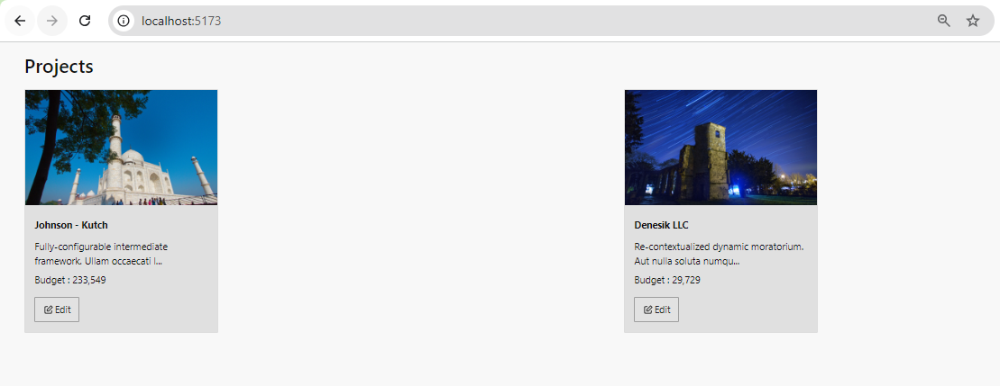 localhost:5173
Projects
Johnson - Kutch
Fully-configurable intermediate
framework. Ullam occaecati l...
Budget : 233,549
Edit
Denesik LLC
Re-contextualized dynamic moratorium.
Aut nulla soluta numqu...
Budget : 29,729
Edit